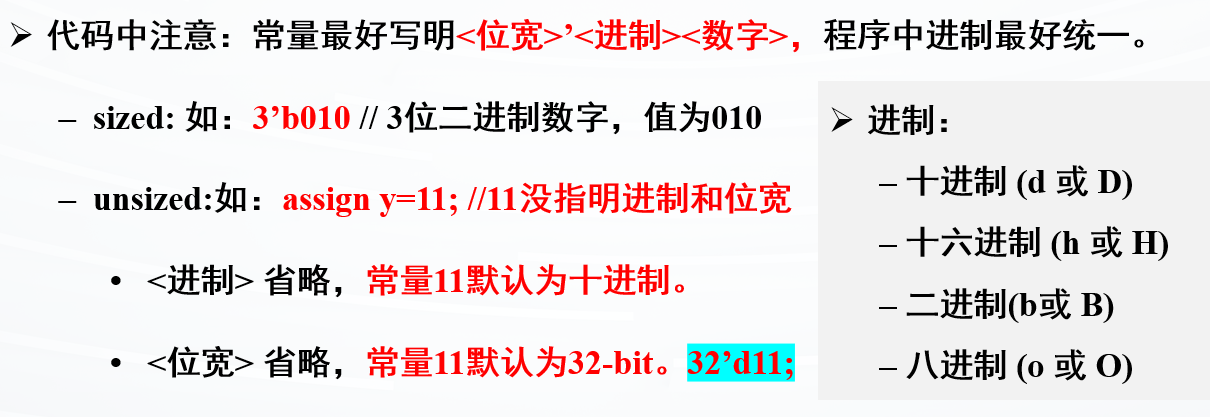 ➢ 代码中注意：常量最好写明<位宽>’<进制><数字>，程序中进制最好统一。
– sized: 如：3’b010 // 3位二进制数字，值为010
– unsized:如：assign y=11; //11没指明进制和位宽
• <进制> 省略，常量11默认为十进制。
• <位宽> 省略，常量11默认为32-bit。32’d11;
➢ 进制：
– 十进制 (d 或 D)
– 十六进制 (h 或 H)
– 二进制(b或 B)
– 八进制 (o 或 O)